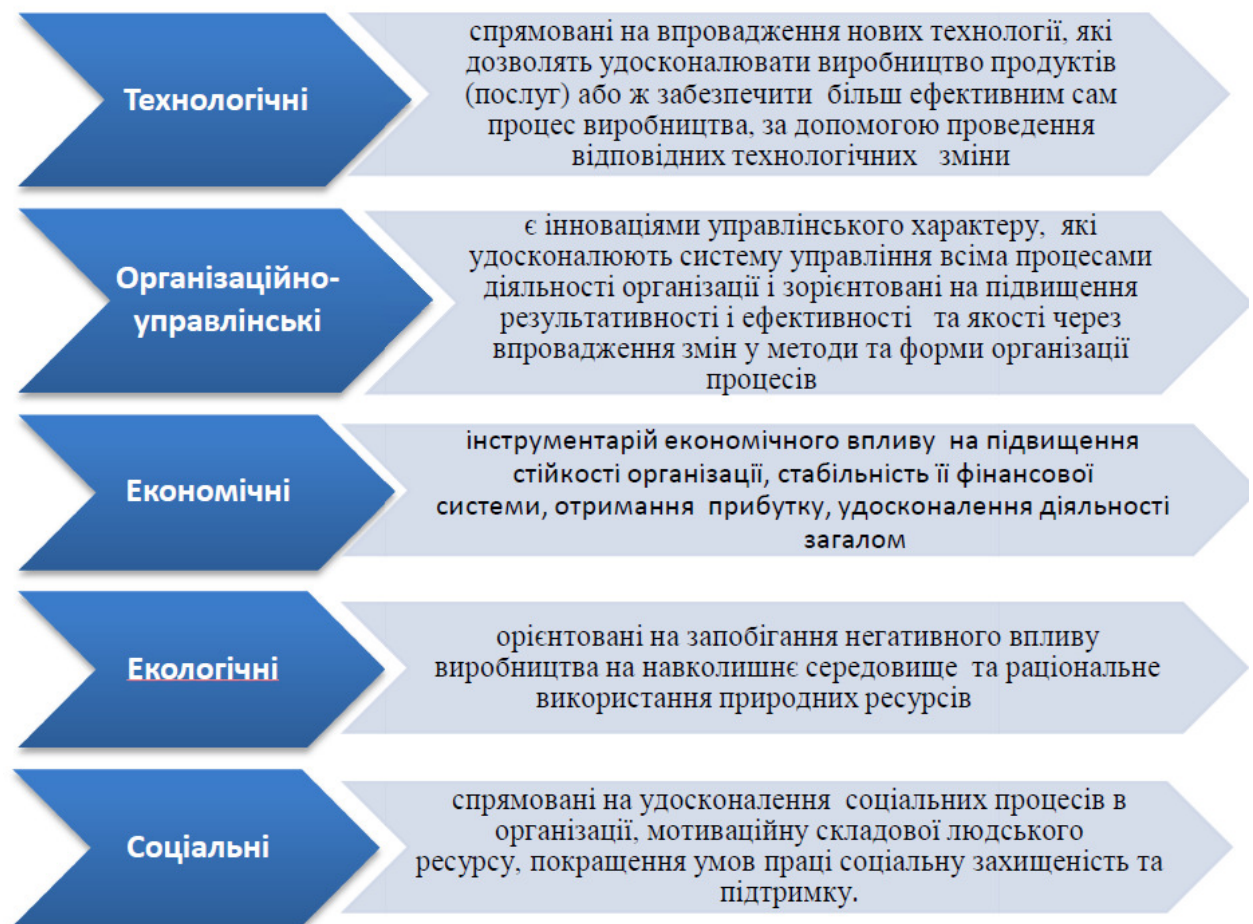 Технологічні
спрямовані на впровадження нових технології, які
дозволять удосконалювати виробництво продуктів
(послуг) або ж забезпечити більш ефективним сам
процес виробництва, за допомогою проведення
відповідних технологічних зміни
Організаційно-
управлінські
є інноваціями управлінського характеру, які
удосконалюють систему управління всіма процесами
діяльності організації і зорієнтовані на підвищення
результативності і ефективності та якості через
впровадження змін у методи та форми організації
процесів
Економічні
інструментарій економічного впливу на підвищення
стійкості організації, стабільність її фінансової
системи, отримання прибутку, удосконалення діяльності
загалом
Екологічні
орієнтовані на запобігання негативного впливу
виробництва на навколишнє середовище та раціональне
використання природних ресурсів
Соціальні
спрямовані на удосконалення соціальних процесів в
організації, мотиваційну складової людського
ресурсу, покращення умов праці соціальну захищеність та
підтримку.